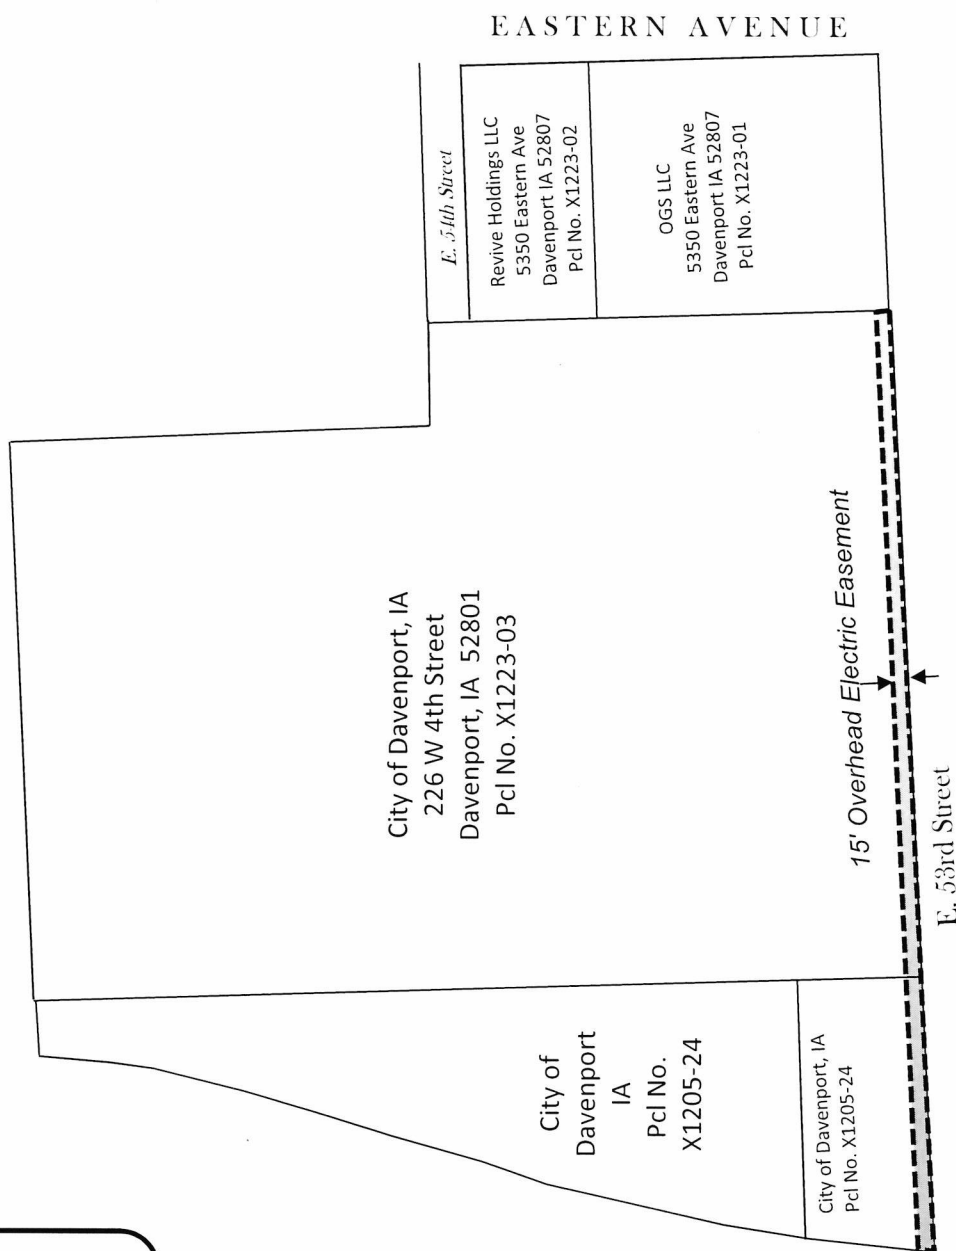 EASTERN AVENUE
E. 54th Street
Revive Holdings LLC
5350 Eastern Ave
Davenport IA 52807
Pcl No. X1223-02
OGS LLC
5350 Eastern Ave
Davenport IA 52807
Pcl No. X1223-01
City of Davenport, IA
226 W 4th Street
Davenport, IA 52801
Pcl No. X1223-03
15' Overhead Electric Easement
E. 53rd Street
City of
Davenport
IA
Pcl No.
X1205-24
City of Davenport, IA
Pcl No. X1205-24